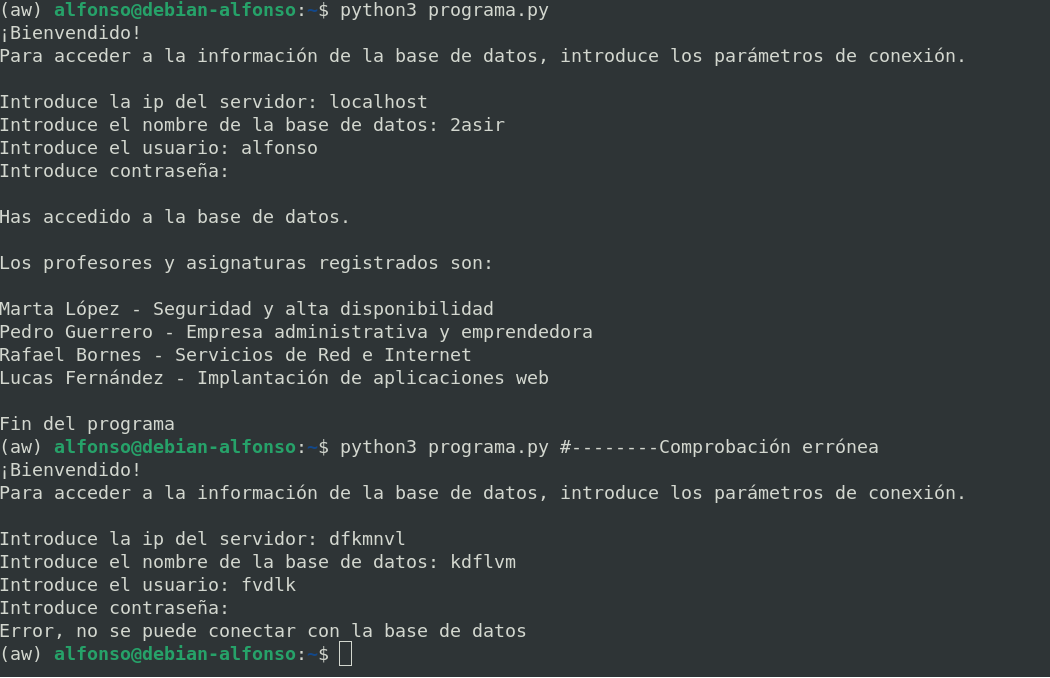 (aw) alfonso@debian-alfonso:~$ python3 programa.py
¡Bienvendido!
Para acceder a la información de la base de datos, introduce los parámetros de conexión.
Introduce la ip del servidor: localhost
Introduce el nombre de la base de datos: 2asir
Introduce el usuario: alfonso
Introduce contraseña:
Has accedido a la base de datos.
Los profesores y asignaturas registrados son:
Marta López - Seguridad y alta disponibilidad
Pedro Guerrero - Empresa administrativa y emprendedora
Rafael Bornes - Servicios de Red e Internet
Lucas Fernández - Implantación de aplicaciones web
Fin del programa
(aw) alfonso@debian-alfonso:~$ python3 programa.py #--------Comprobación errónea
¡Bienvendido!
Para acceder a la información de la base de datos, introduce los parámetros de conexión.
Introduce la ip del servidor: dfkmnvl
Introduce el nombre de la base de datos: kdflvm
Introduce el usuario: fvdlk
Introduce contraseña:
Error, no se puede conectar con la base de datos
(aw) alfonso@debian-alfonso:~$